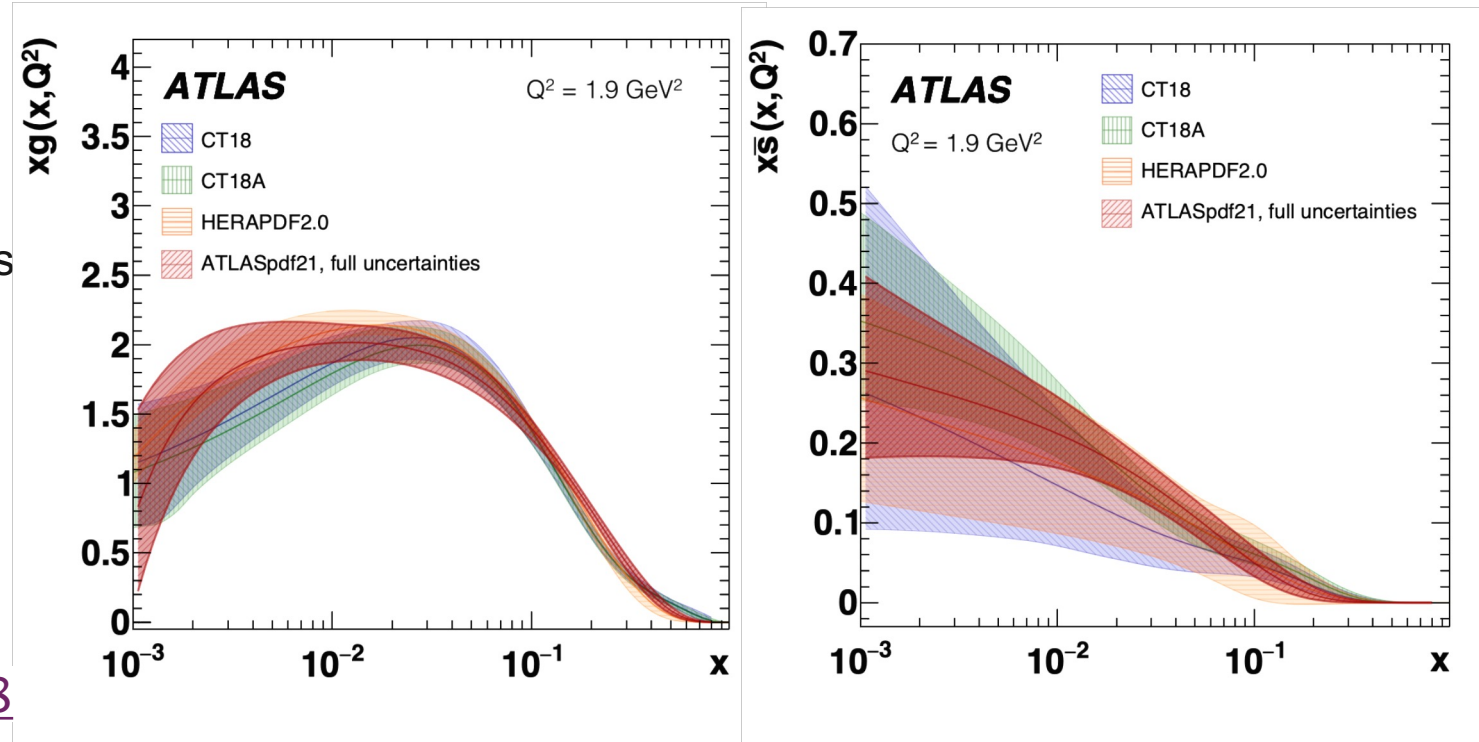 xg(x,Q²)
ATLAS
Q² = 1.9 GeV²
CT18
CT18A
HERAPDF2.0
ATLASpdf21, full uncertainties
4
3.5
3
2.5
2
1.5
1
0.5
0
10⁻³ 10⁻² 10⁻¹ x
s
8
xs̄(x,Q²)
ATLAS
Q² = 1.9 GeV²
CT18
CT18A
HERAPDF2.0
ATLASpdf21, full uncertainties
0.7
0.6
0.5
0.4
0.3
0.2
0.1
0
10⁻³ 10⁻² 10⁻¹ x